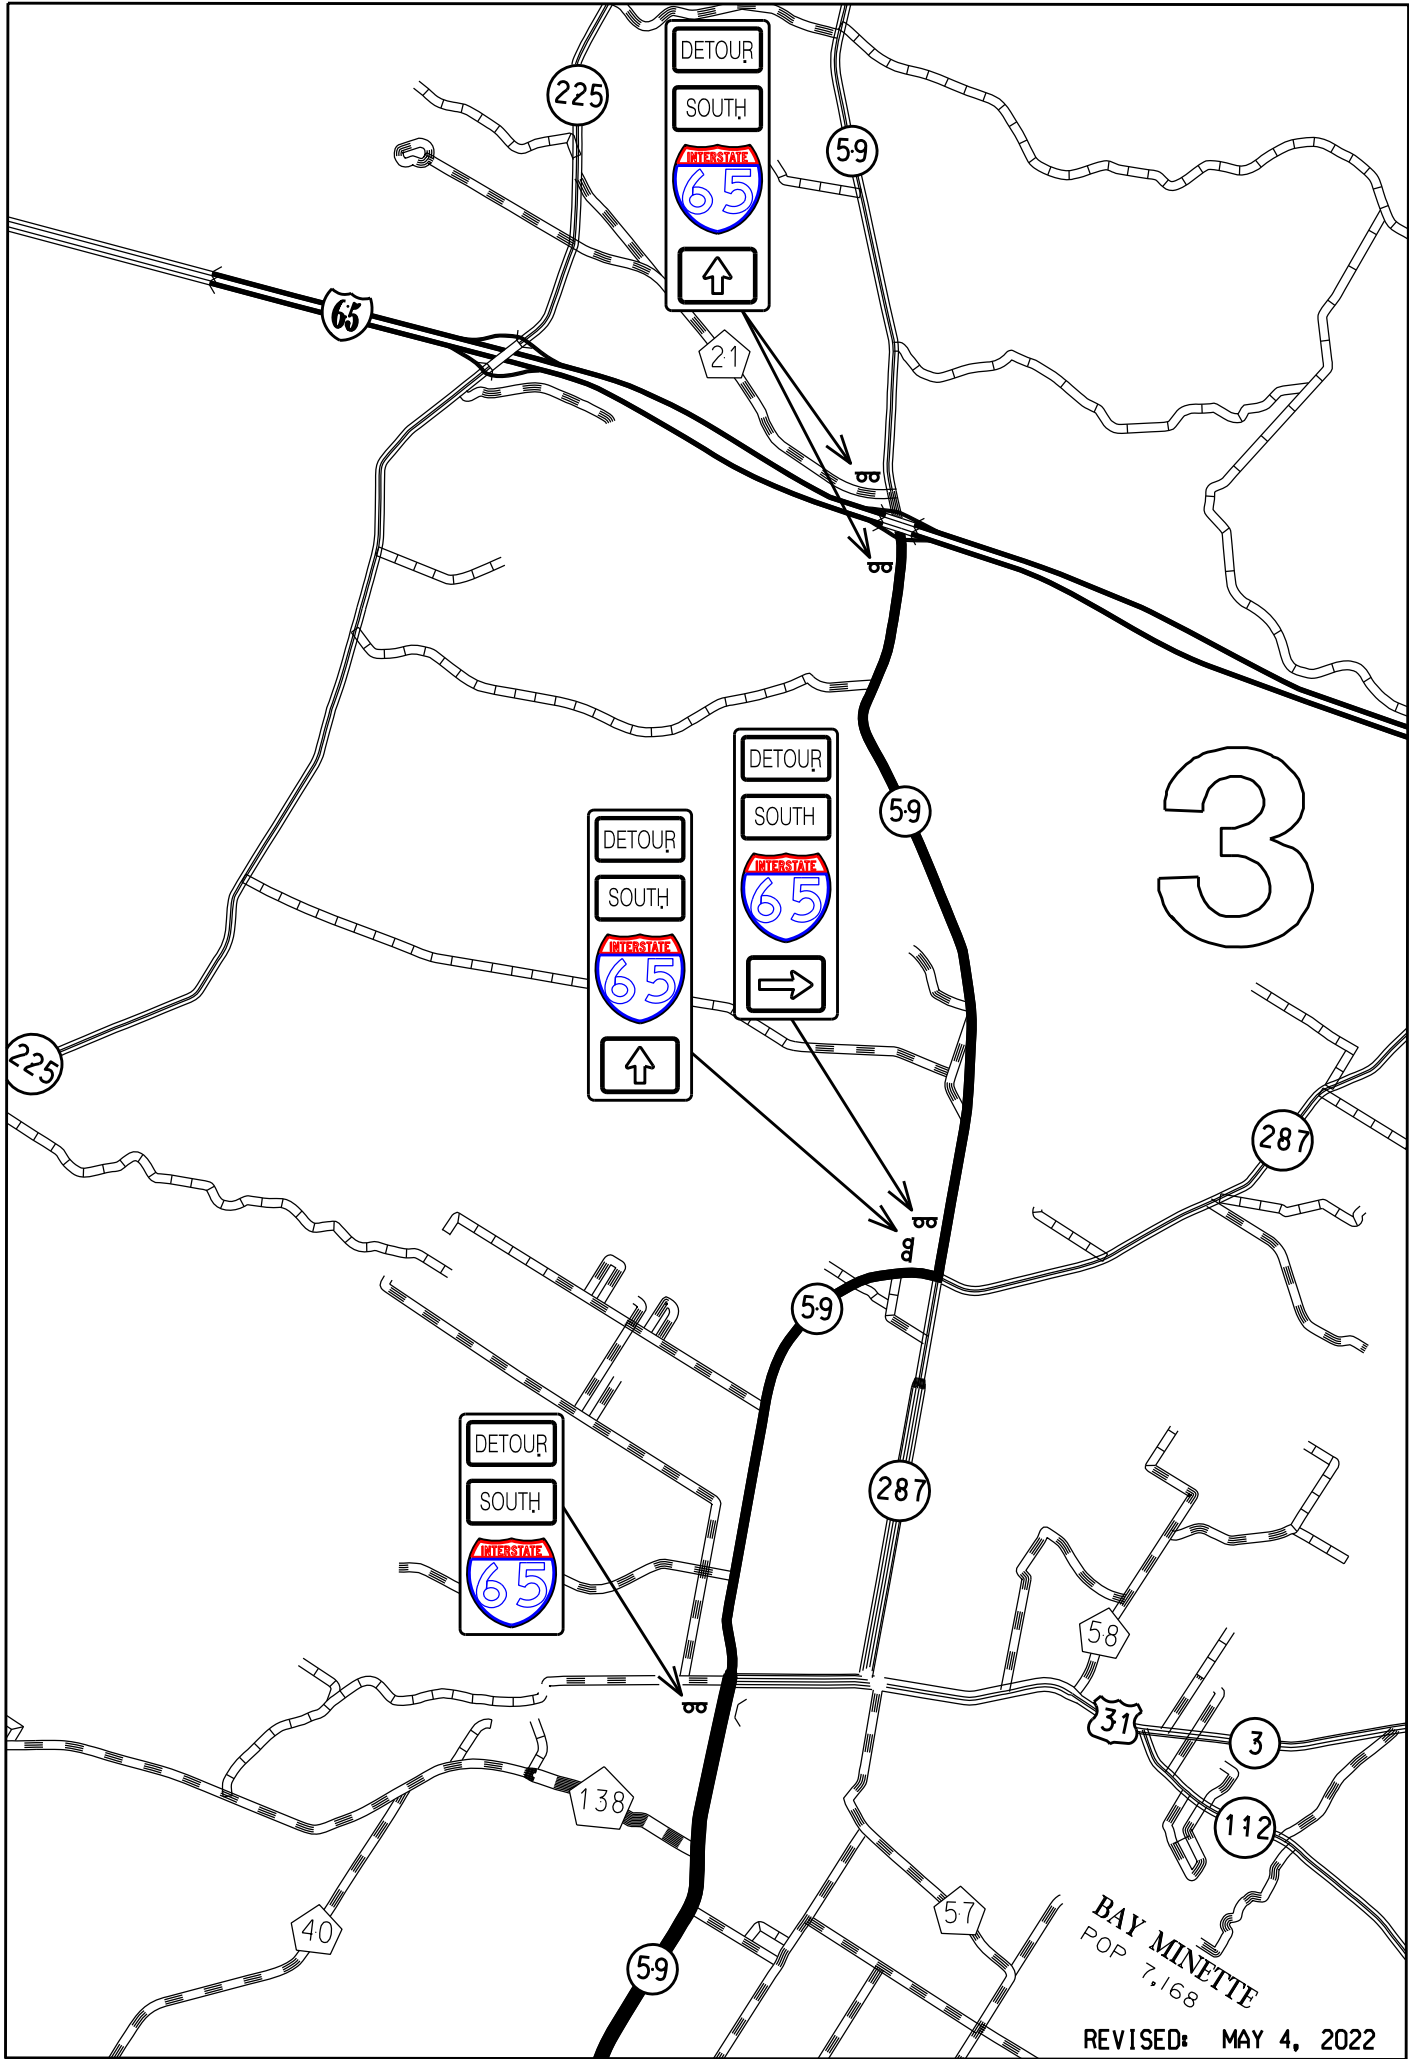 DETOUR
SOUTH
INTERSTATE
65
225
59
65
21
DETOUR
SOUTH
INTERSTATE
65
59
3
DETOUR
SOUTH
INTERSTATE
65
225
287
59
DETOUR
SOUTH
INTERSTATE
65
287
58
31
3
138
112
40
57
59
BAY MINETTE
POP 7,168
REVISED: MAY 4, 2022